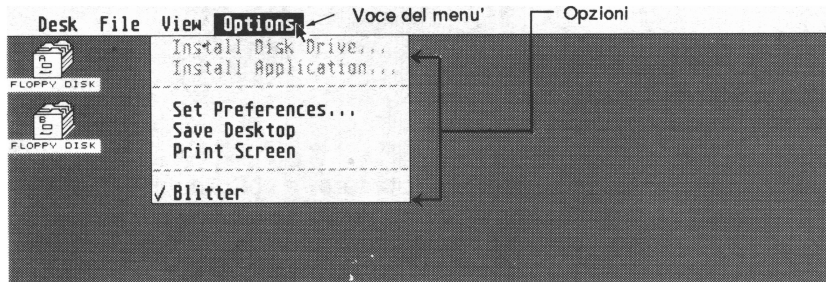 Voce del menu'
Opzioni
Desk File View Options
Install Disk Drive...
Install Application...
Set Preferences...
Save Desktop
Print Screen
✓ Blitter
A
FLOPPY DISK
B
FLOPPY DISK